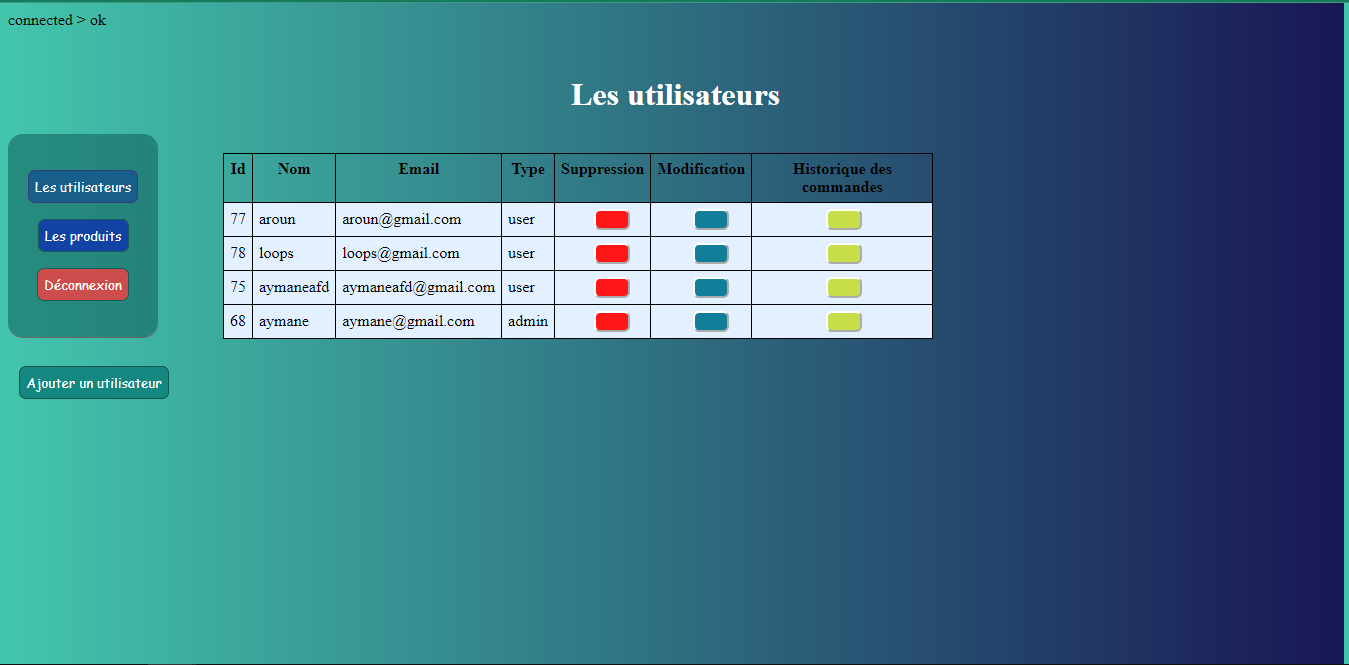 connected > ok
Les utilisateurs
Les utilisateurs
Les produits
Déconnexion
Ajouter un utilisateur
Id Nom Email Type Suppression Modification Historique des
commandes
77 aroun aroun@gmail.com user
78 loops loops@gmail.com user
75 aymaneafd aymaneafd@gmail.com user
68 aymane aymane@gmail.com admin